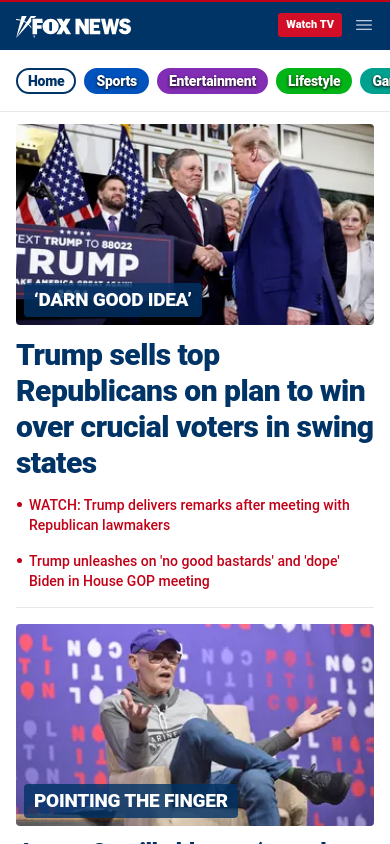 FOX NEWS
Watch TV
Home Sports Entertainment Lifestyle Ga
TEXT TRUMP TO 88022
TRUMP
MAKE AMERICA GREAT AGAIN!
‘DARN GOOD IDEA’
Trump sells top
Republicans on plan to win
over crucial voters in swing
states
• WATCH: Trump delivers remarks after meeting with
Republican lawmakers
• Trump unleashes on 'no good bastards' and 'dope'
Biden in House GOP meeting
POINTING THE FINGER